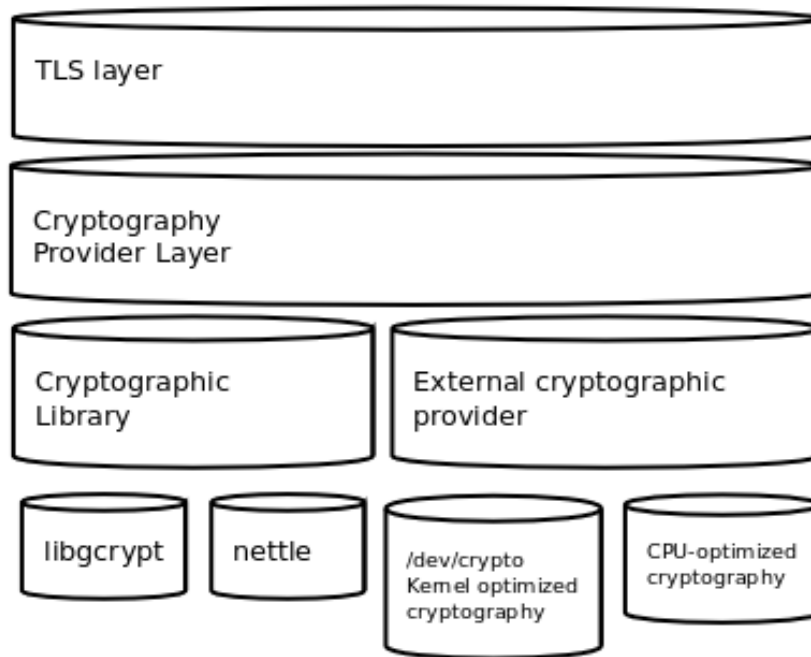 TLS layer
Cryptography
Provider Layer
Cryptographic
Library
External cryptographic
provider
libgcrypt
nettle
/dev/crypto
Kernel optimized
cryptography
CPU-optimized
cryptography